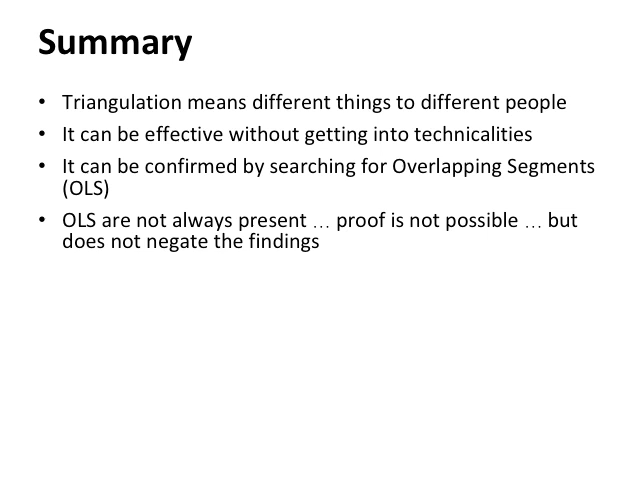 Summary
• Triangulation means different things to different people
• It can be effective without getting into technicalities
• It can be confirmed by searching for Overlapping Segments
(OLS)
• OLS are not always present … proof is not possible … but
does not negate the findings